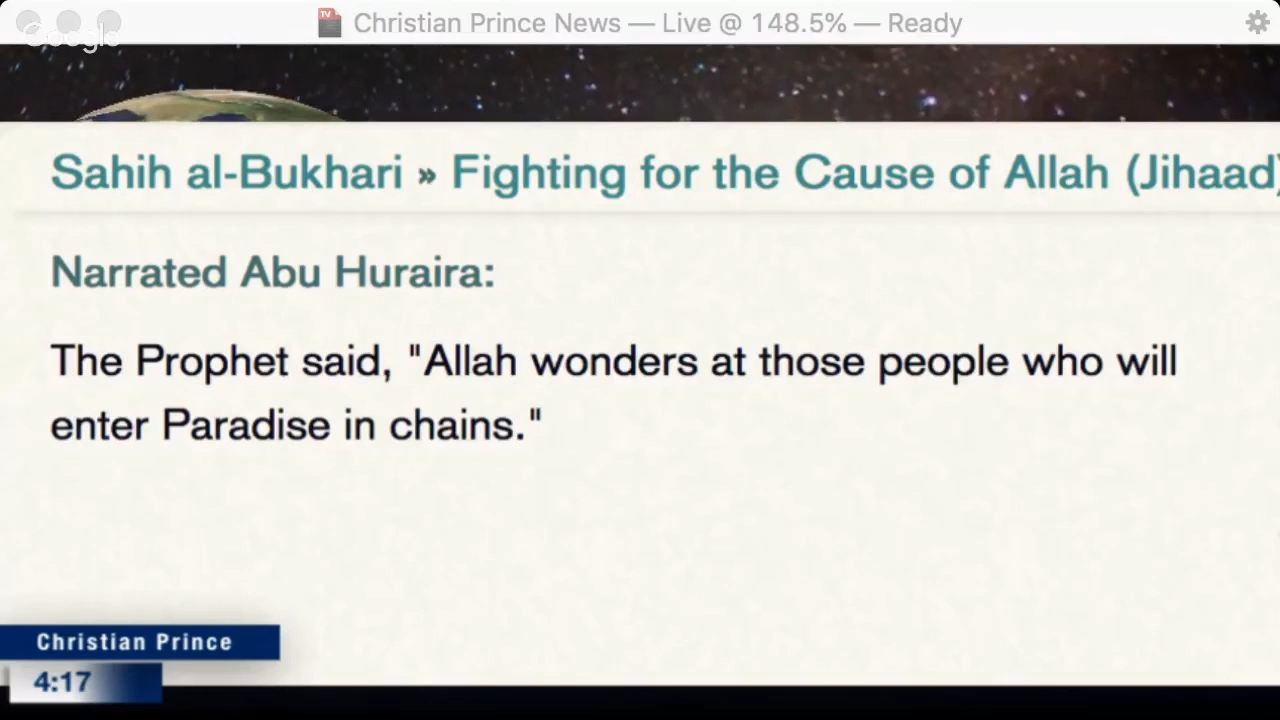 Christian Prince News — Live @ 148.5% — Ready
Google
Sahih al-Bukhari » Fighting for the Cause of Allah (Jihaad)
Narrated Abu Huraira:
The Prophet said, "Allah wonders at those people who will
enter Paradise in chains."
Christian Prince
4:17